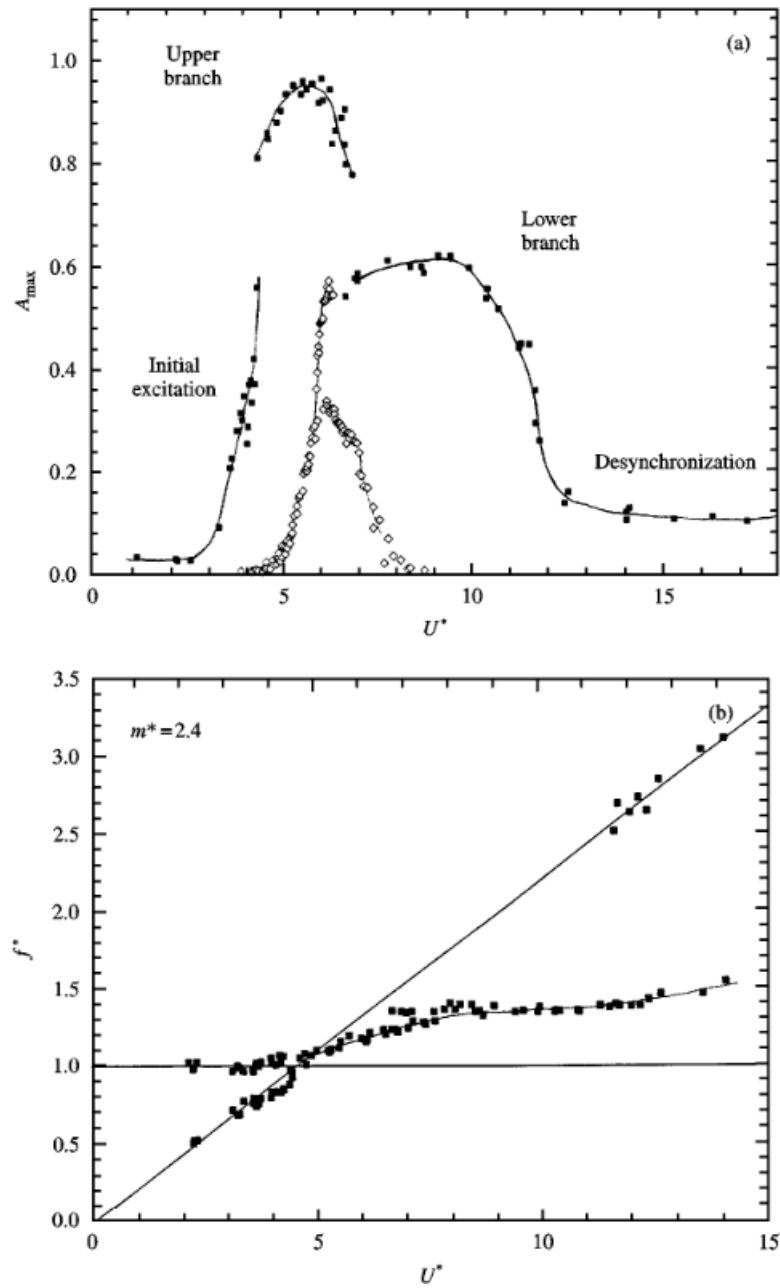 (a)
Upper
branch
1.0
0.8
Lower
branch
0.6
A_max
Initial
excitation
0.4
Desynchronization
0.2
0.0
0 5 10 15
U*
3.5
(b)
m* = 2.4
3.0
2.5
2.0
f*
1.5
1.0
0.5
0.0
0 5 10 15
U*